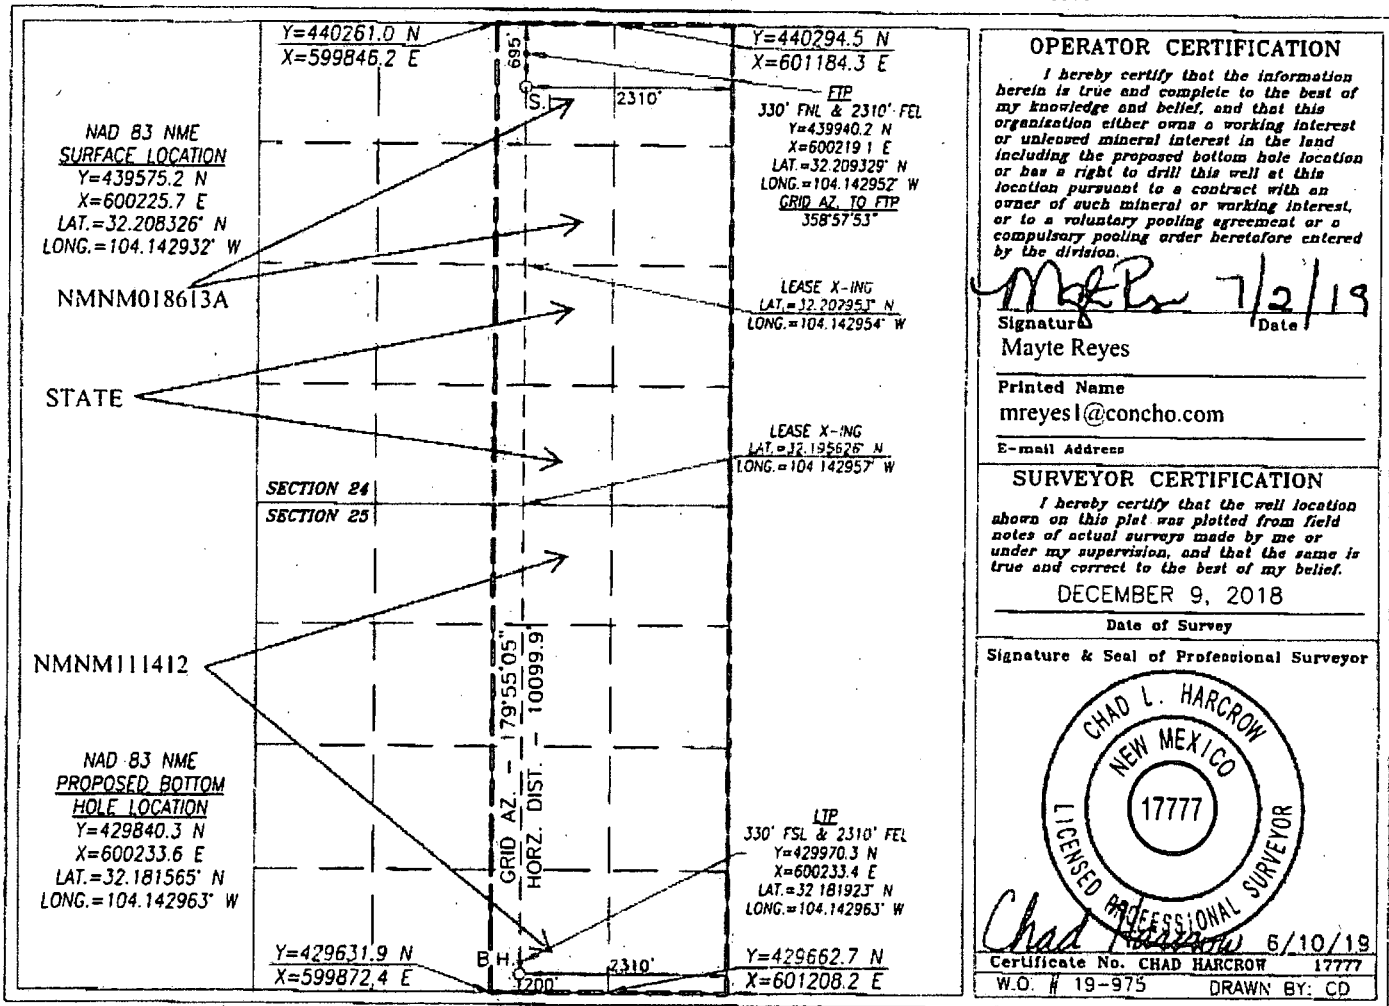 Y=440261.0 N
X=599846.2 E
695'
Y=440294.5 N
X=601184.3 E
S.L.
2310'
FTP
330' FNL & 2310' FEL
Y=439940.2 N
X=600219.1 E
LAT.=32.209329° N
LONG.=104.142952° W
GRID AZ. TO FTP
358°57'53"
NAD 83 NME
SURFACE LOCATION
Y=439575.2 N
X=600225.7 E
LAT.=32.208326° N
LONG.=104.142932° W
NMNM018613A
LEASE X-ING
LAT.=32.207953° N
LONG.=104.142954° W
STATE
LEASE X-ING
LAT.=32.195626° N
LONG.=104.142957° W
SECTION 24
SECTION 25
NMNM111412
GRID AZ. - 179°55'05"
HORZ. DIST. - 10099.9'
NAD 83 NME
PROPOSED BOTTOM
HOLE LOCATION
Y=429840.3 N
X=600233.6 E
LAT.=32.181565° N
LONG.=104.142963° W
LTP
330' FSL & 2310' FEL
Y=429970.3 N
X=600233.4 E
LAT.=32.181923° N
LONG.=104.142963° W
Y=429631.9 N
X=599872.4 E
B.H.
2310'
200'
Y=429662.7 N
X=601208.2 E
OPERATOR CERTIFICATION
I hereby certify that the information
herein is true and complete to the best of
my knowledge and belief, and that this
organization either owns a working interest
or unleased mineral interest in the land
including the proposed bottom hole location
or has a right to drill this well at this
location pursuant to a contract with an
owner of such mineral or working interest,
or to a voluntary pooling agreement or a
compulsory pooling order heretofore entered
by the division.
7/2/19
Signature Date
Mayte Reyes
Printed Name
mreyes1@concho.com
E-mail Address
SURVEYOR CERTIFICATION
I hereby certify that the well location
shown on this plat was plotted from field
notes of actual surveys made by me or
under my supervision, and that the same is
true and correct to the best of my belief.
DECEMBER 9, 2018
Date of Survey
Signature & Seal of Professional Surveyor
CHAD L. HARCROW
NEW MEXICO
17777
LICENSED PROFESSIONAL SURVEYOR
Chad Harcrow 6/10/19
Certificate No. CHAD HARCROW 17777
W.O. # 19-975 DRAWN BY: CD